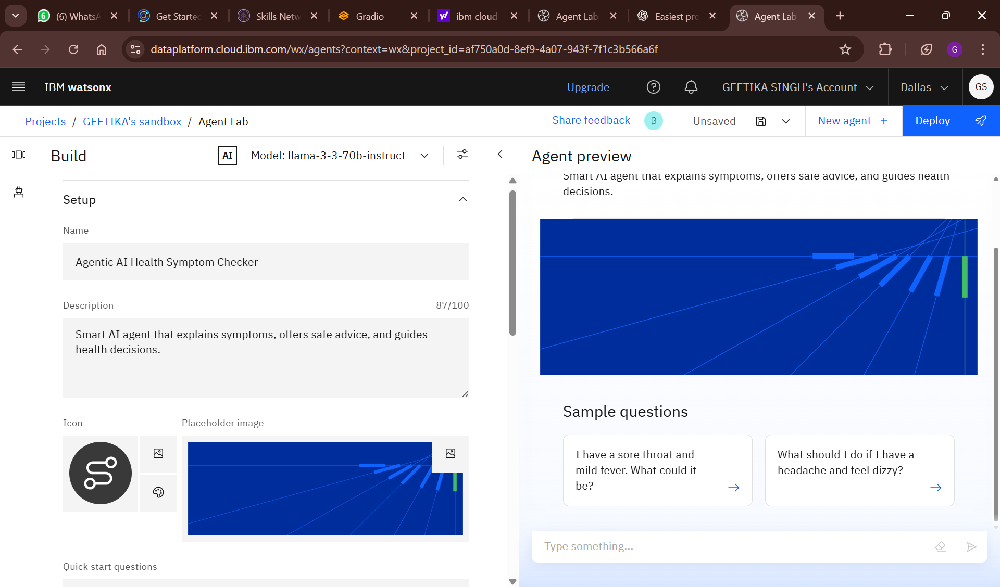 (6) WhatsA
Get Started
Skills Netw
Gradio
ibm cloud
Agent Lab
Easiest pro
Agent Lab
dataplatform.cloud.ibm.com/wx/agents?context=wx&project_id=af750a0d-8ef9-4a07-943f-7f1c3b566a6f
G
IBM watsonx
Upgrade
GEETIKA SINGH's Account
Dallas
GS
Projects / GEETIKA's sandbox / Agent Lab
Share feedback
β
Unsaved
New agent +
Deploy
Build
AI
Model: llama-3-3-70b-instruct
Setup
Name
Agentic AI Health Symptom Checker
Description
87/100
Smart AI agent that explains symptoms, offers safe advice, and guides
health decisions.
Icon
Placeholder image
Quick start questions
Agent preview
Smart AI agent that explains symptoms, offers safe advice, and guides health
decisions.
Sample questions
I have a sore throat and
mild fever. What could it
be?
What should I do if I have a
headache and feel dizzy?
Type something...